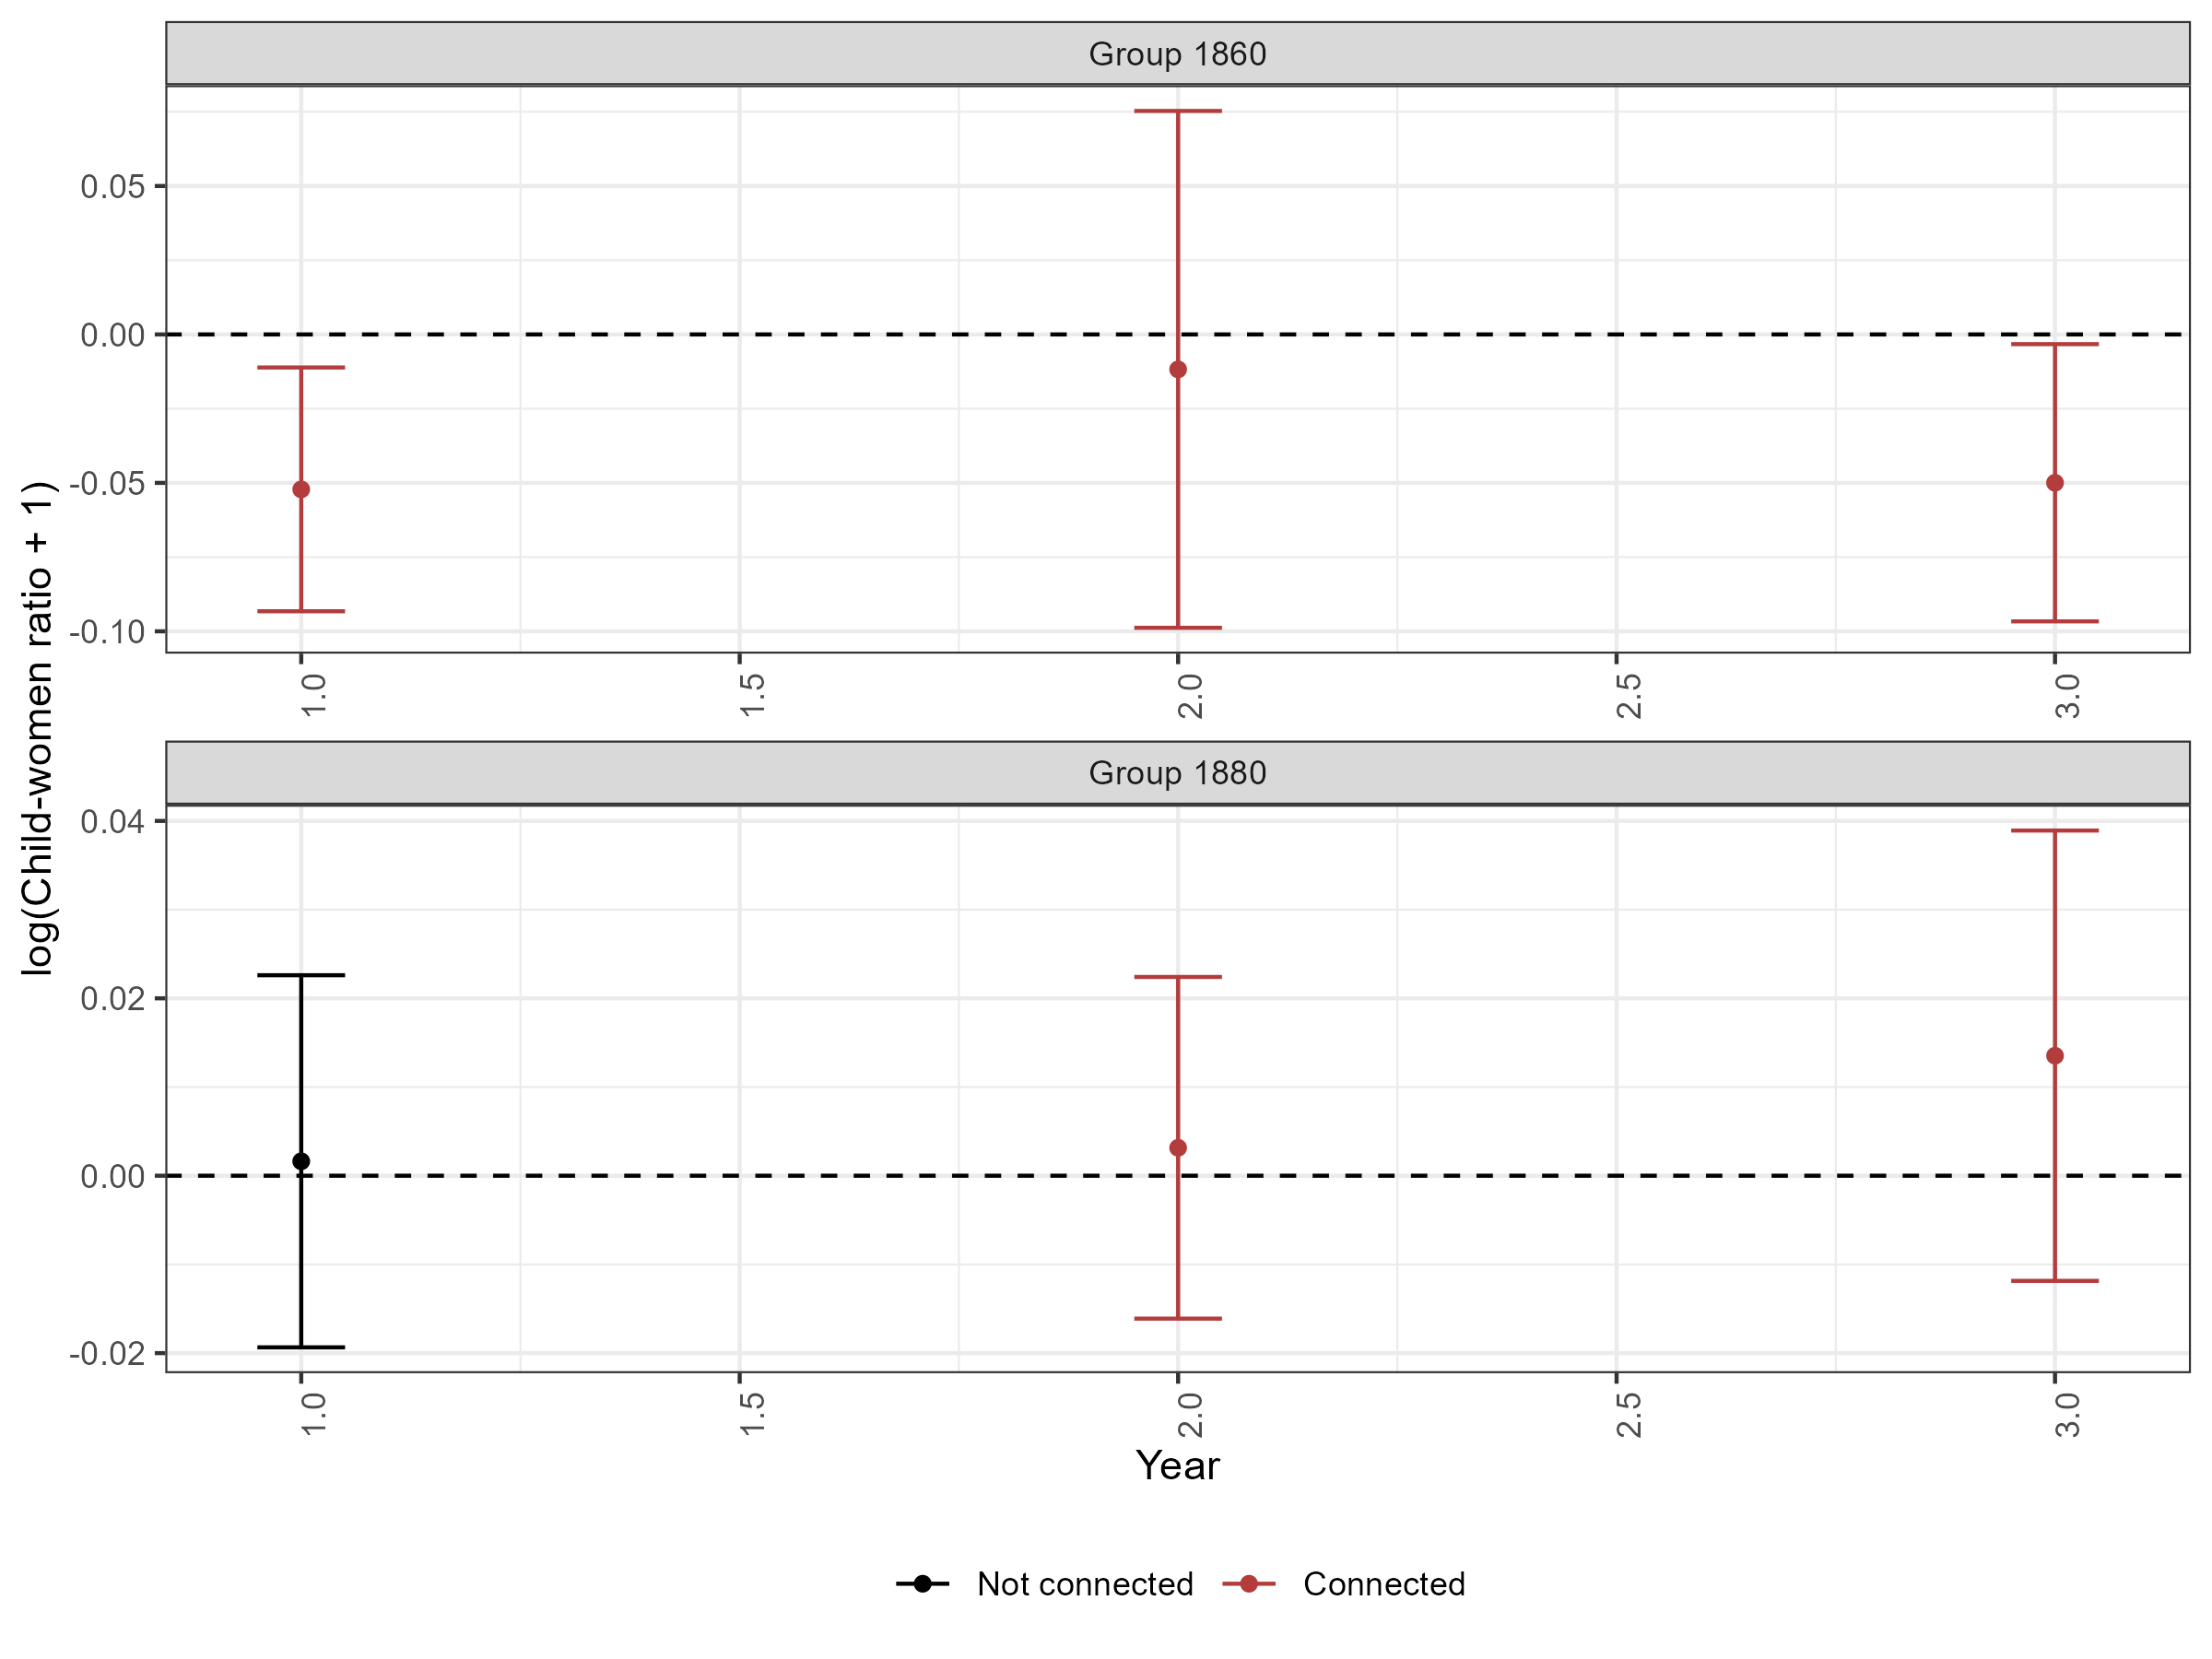 Group 1860
0.05
0.00
-0.05
-0.10
1.0 1.5 2.0 2.5 3.0
Group 1880
0.04
0.02
0.00
-0.02
1.0 1.5 2.0 2.5 3.0
log(Child-women ratio + 1)
Year
Not connected Connected